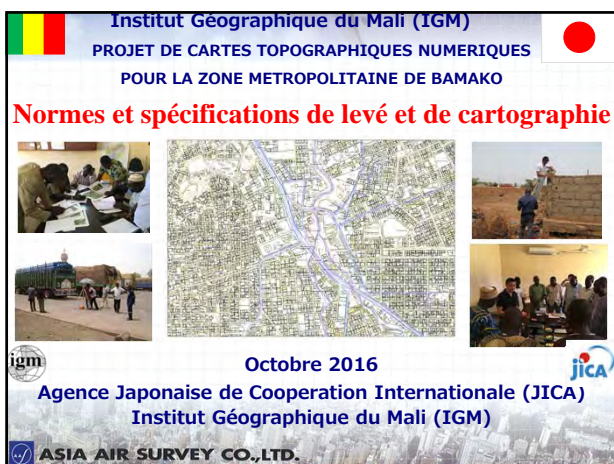 Institut Géographique du Mali (IGM)
PROJET DE CARTES TOPOGRAPHIQUES NUMERIQUES
POUR LA ZONE METROPOLITAINE DE BAMAKO
Normes et spécifications de levé et de cartographie
igm
Octobre 2016
jICA
Agence Japonaise de Cooperation Internationale (JICA)
Institut Géographique du Mali (IGM)
ASIA AIR SURVEY CO.,LTD.